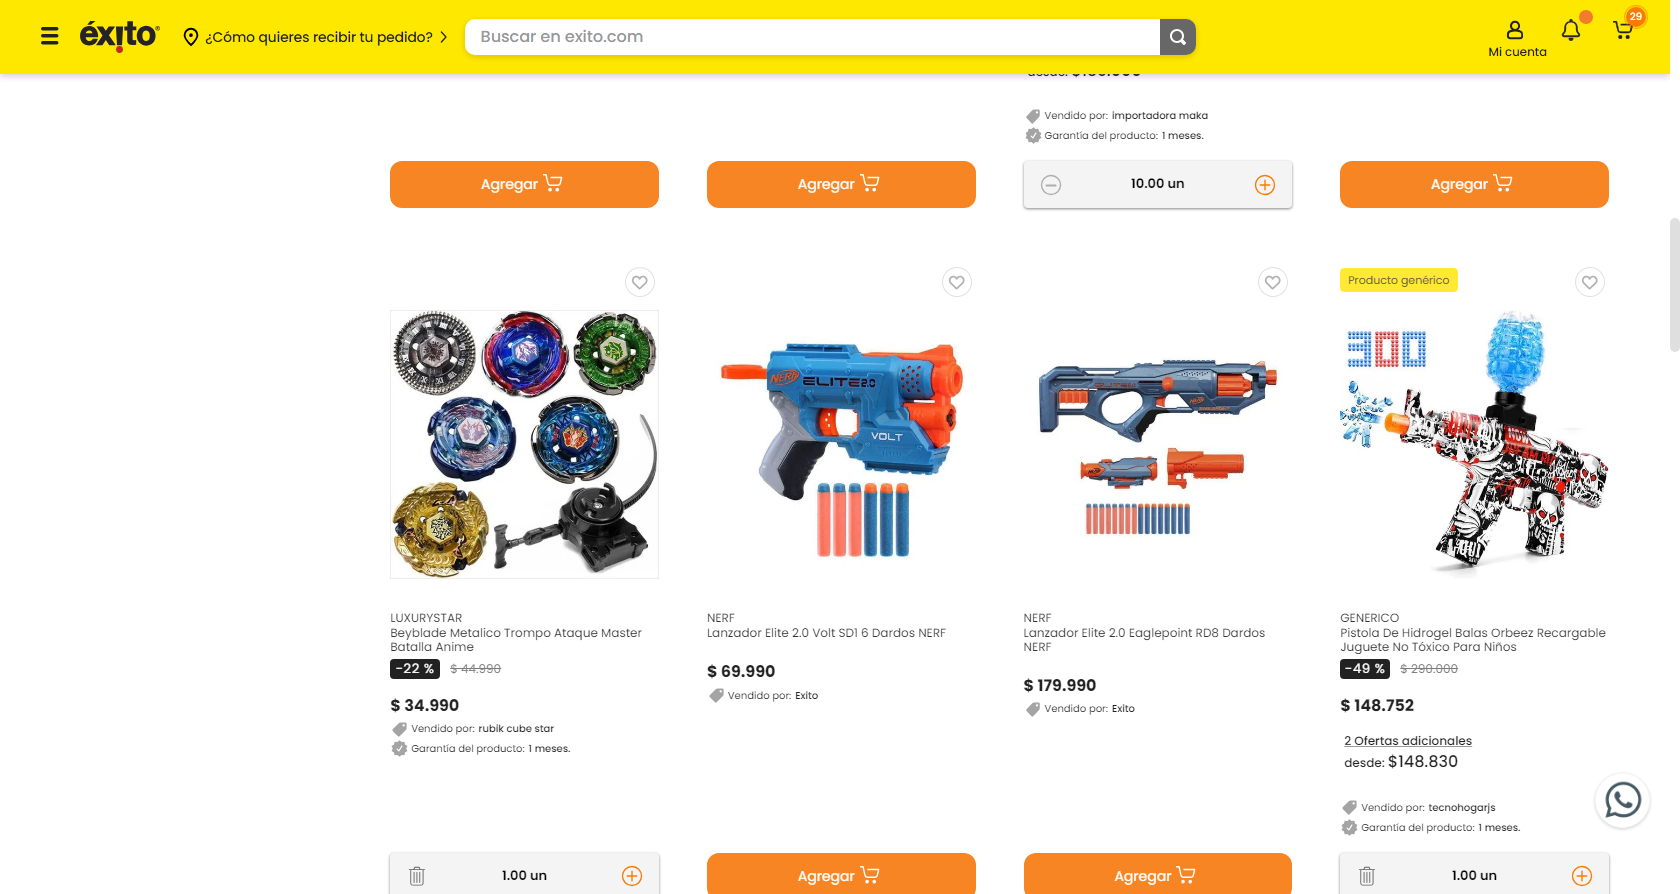 éxito
¿Cómo quieres recibir tu pedido?
Buscar en exito.com
Mi cuenta
29
Vendido por: importadora maka
Garantía del producto: 1 meses.
Agregar
Agregar
10.00 un
Agregar
Producto genérico
NERF ELITE 2.0
VOLT
300
LUXURYSTAR
Beyblade Metalico Trompo Ataque Master
Batalla Anime
-22 % $ 44.990
$ 34.990
Vendido por: rubik cube star
Garantía del producto: 1 meses.
NERF
Lanzador Elite 2.0 Volt SD1 6 Dardos NERF
$ 69.990
Vendido por: Exito
NERF
Lanzador Elite 2.0 Eaglepoint RD8 Dardos
NERF
$ 179.990
Vendido por: Exito
GENERICO
Pistola De Hidrogel Balas Orbeez Recargable
Juguete No Tóxico Para Niños
-49 % $ 290.000
$ 148.752
2 Ofertas adicionales
desde: $148.830
Vendido por: tecnohogarjs
Garantía del producto: 1 meses.
1.00 un
Agregar
Agregar
1.00 un